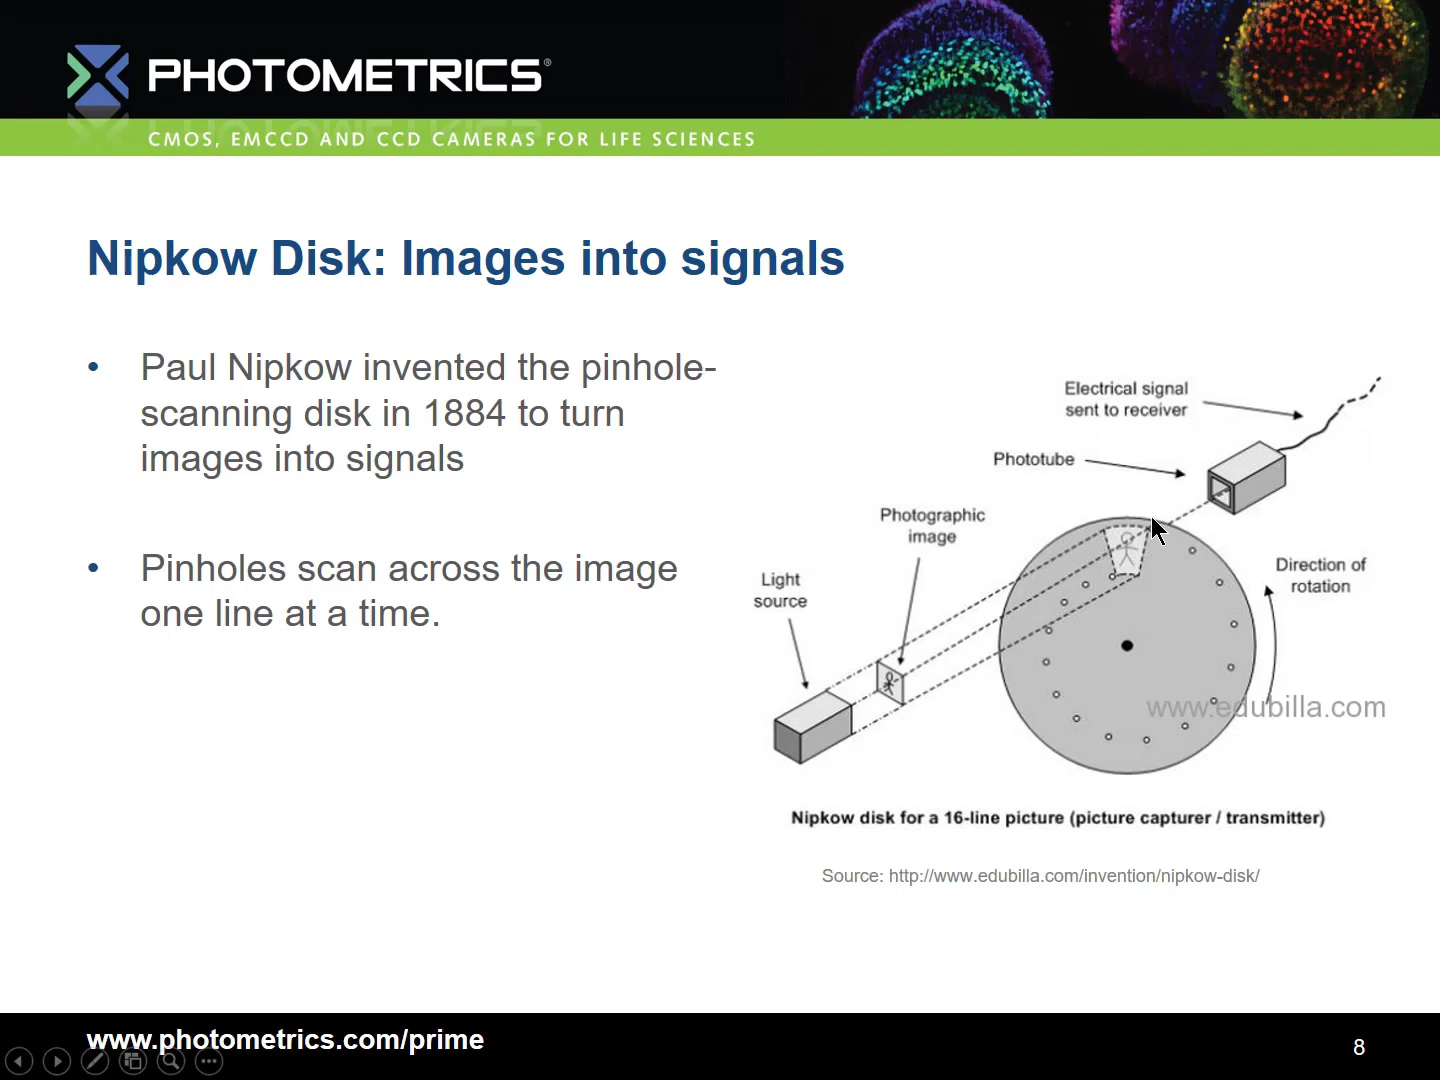 PHOTOMETRICS®
CMOS, EMCCD AND CCD CAMERAS FOR LIFE SCIENCES
Nipkow Disk: Images into signals
• Paul Nipkow invented the pinhole-
scanning disk in 1884 to turn
images into signals
• Pinholes scan across the image
one line at a time.
Electrical signal
sent to receiver
Phototube
Photographic
image
Light
source
Direction of
rotation
www.edubilla.com
Nipkow disk for a 16-line picture (picture capturer / transmitter)
Source: http://www.edubilla.com/invention/nipkow-disk/
www.photometrics.com/prime
8